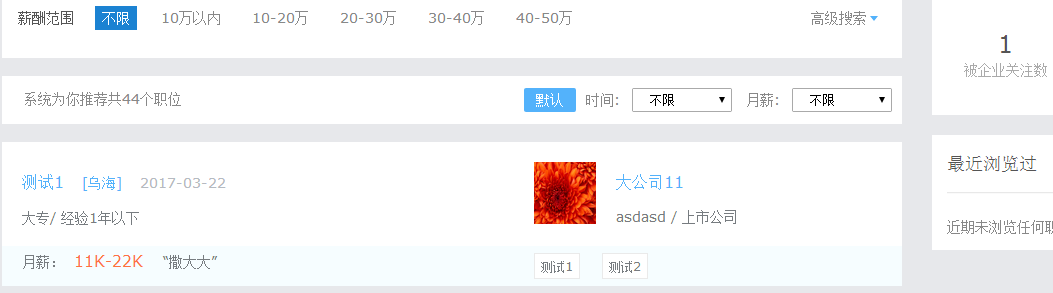 薪酬范围 不限 10万以内 10-20万 20-30万 30-40万 40-50万 高级搜索
1
被企业关注数
系统为你推荐共44个职位 默认 时间: 不限 月薪: 不限
最近浏览过
测试1 [乌海] 2017-03-22 大公司11
大专/ 经验1年以下 asdasd / 上市公司
近期未浏览任何职
月薪： 11K-22K “撒大大” 测试1 测试2